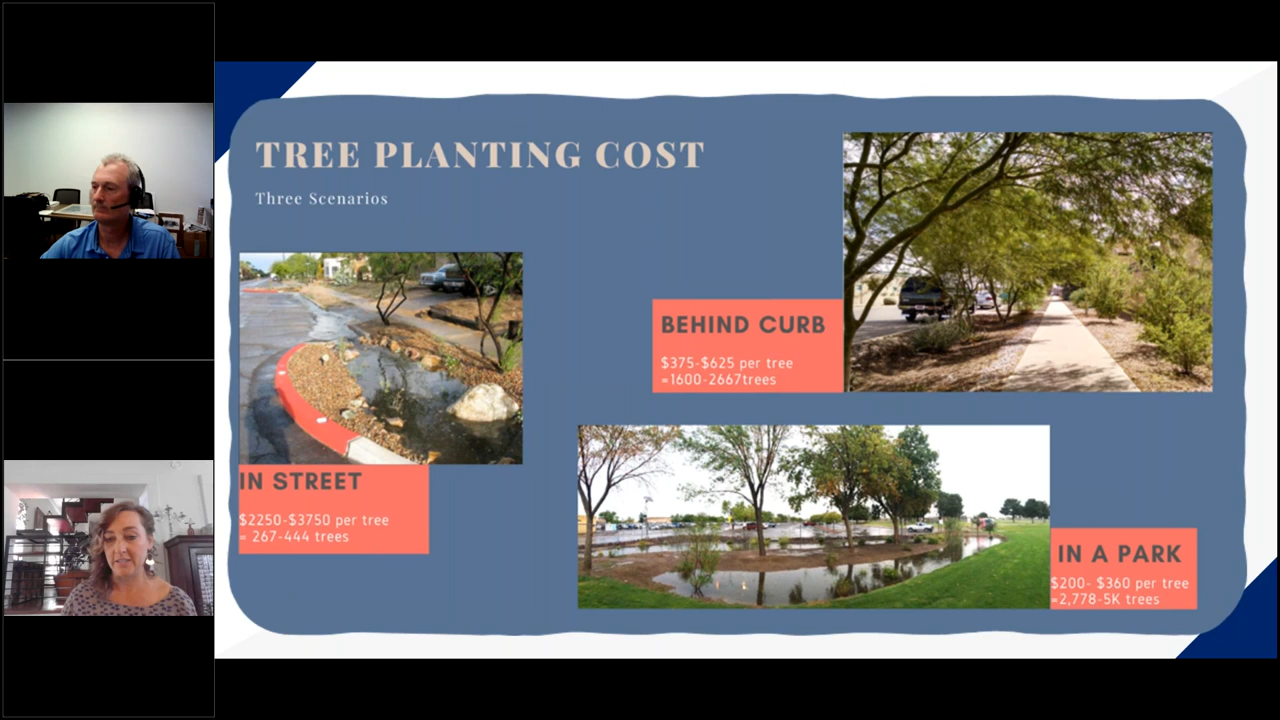 TREE PLANTING COST
Three Scenarios
BEHIND CURB
$375-$625 per tree
=1600-2667trees
IN STREET
$2250-$3750 per tree
= 267-444 trees
IN A PARK
$200- $360 per tree
=2,778-5K trees